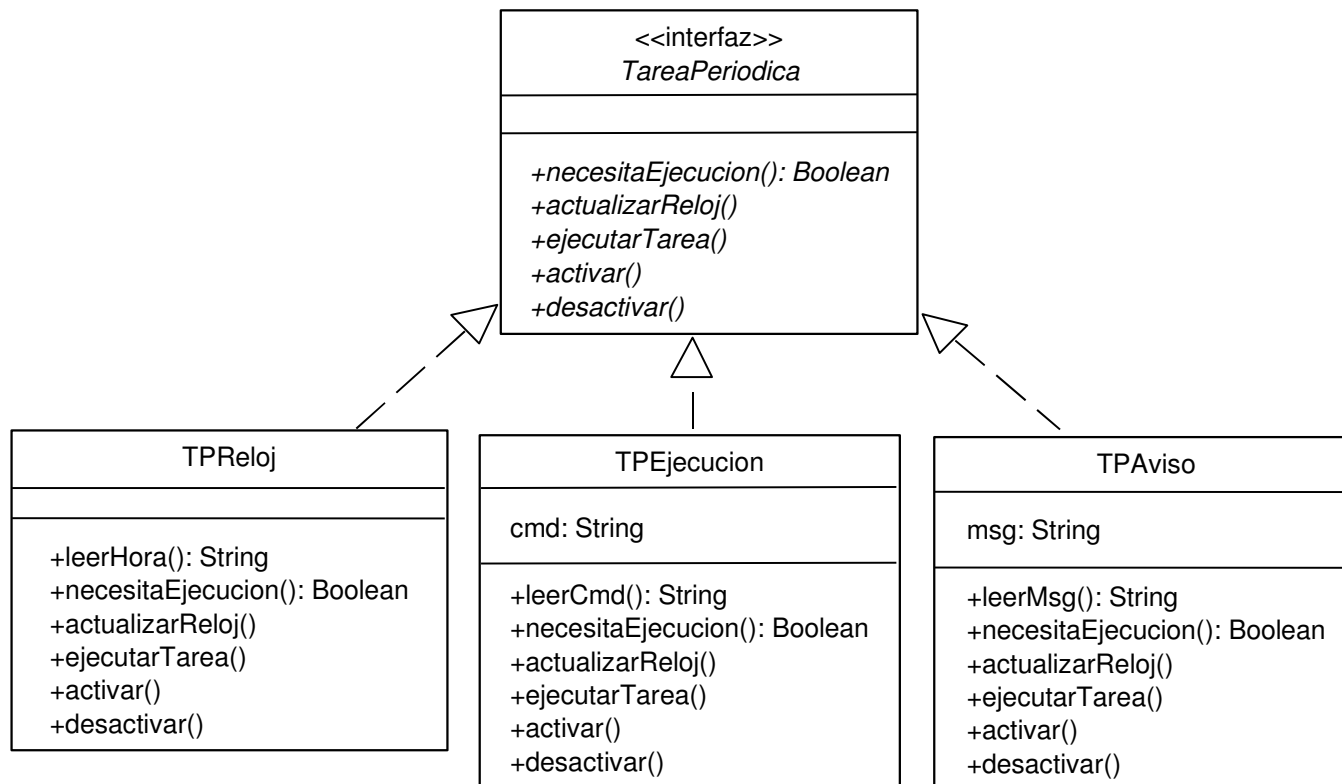 <<interfaz>>
TareaPeriodica
+necesitaEjecucion(): Boolean
+actualizarReloj()
+ejecutarTarea()
+activar()
+desactivar()
TPReloj
+leerHora(): String
+necesitaEjecucion(): Boolean
+actualizarReloj()
+ejecutarTarea()
+activar()
+desactivar()
TPEjecucion
cmd: String
+leerCmd(): String
+necesitaEjecucion(): Boolean
+actualizarReloj()
+ejecutarTarea()
+activar()
+desactivar()
TPAviso
msg: String
+leerMsg(): String
+necesitaEjecucion(): Boolean
+actualizarReloj()
+ejecutarTarea()
+activar()
+desactivar()